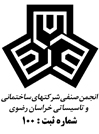 انجمن صنفی شرکتهای ساختمانی
و تاسیساتی خراسان رضوی
شماره ثبت : ۱۰۰